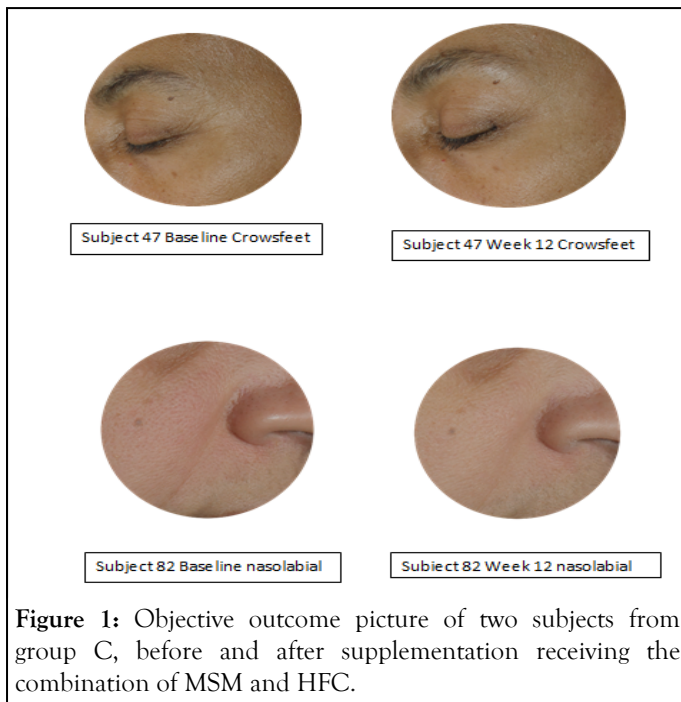 Subject 47 Baseline Crowsfeet
Subject 47 Week 12 Crowsfeet
Subject 82 Baseline nasolabial
Subject 82 Week 12 nasolabial
Figure 1: Objective outcome picture of two subjects from
group C, before and after supplementation receiving the
combination of MSM and HFC.